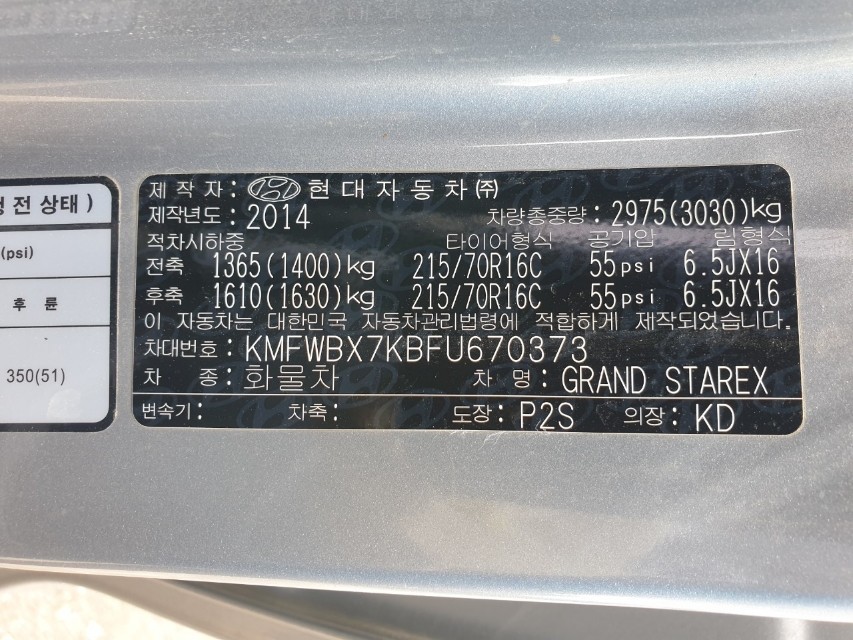 행 전 상태 )
(psi)
후 륜
350(51)
제 작 자 : 현대자동차㈜
제작년도 : 2014 차량총중량 : 2975(3030)kg
적차시하중 타이어형식 공기압 림형식
전축 1365(1400)kg 215/70R16C 55psi 6.5JX16
후축 1610(1630)kg 215/70R16C 55psi 6.5JX16
이 자동차는 대한민국 자동차관리법령에 적합하게 제작되었습니다.
차대번호 : KMFWBX7KBFU670373
차 종 : 화물차 차 명 : GRAND STAREX
변속기 : 차축 : 도장 : P2S 의장 : KD